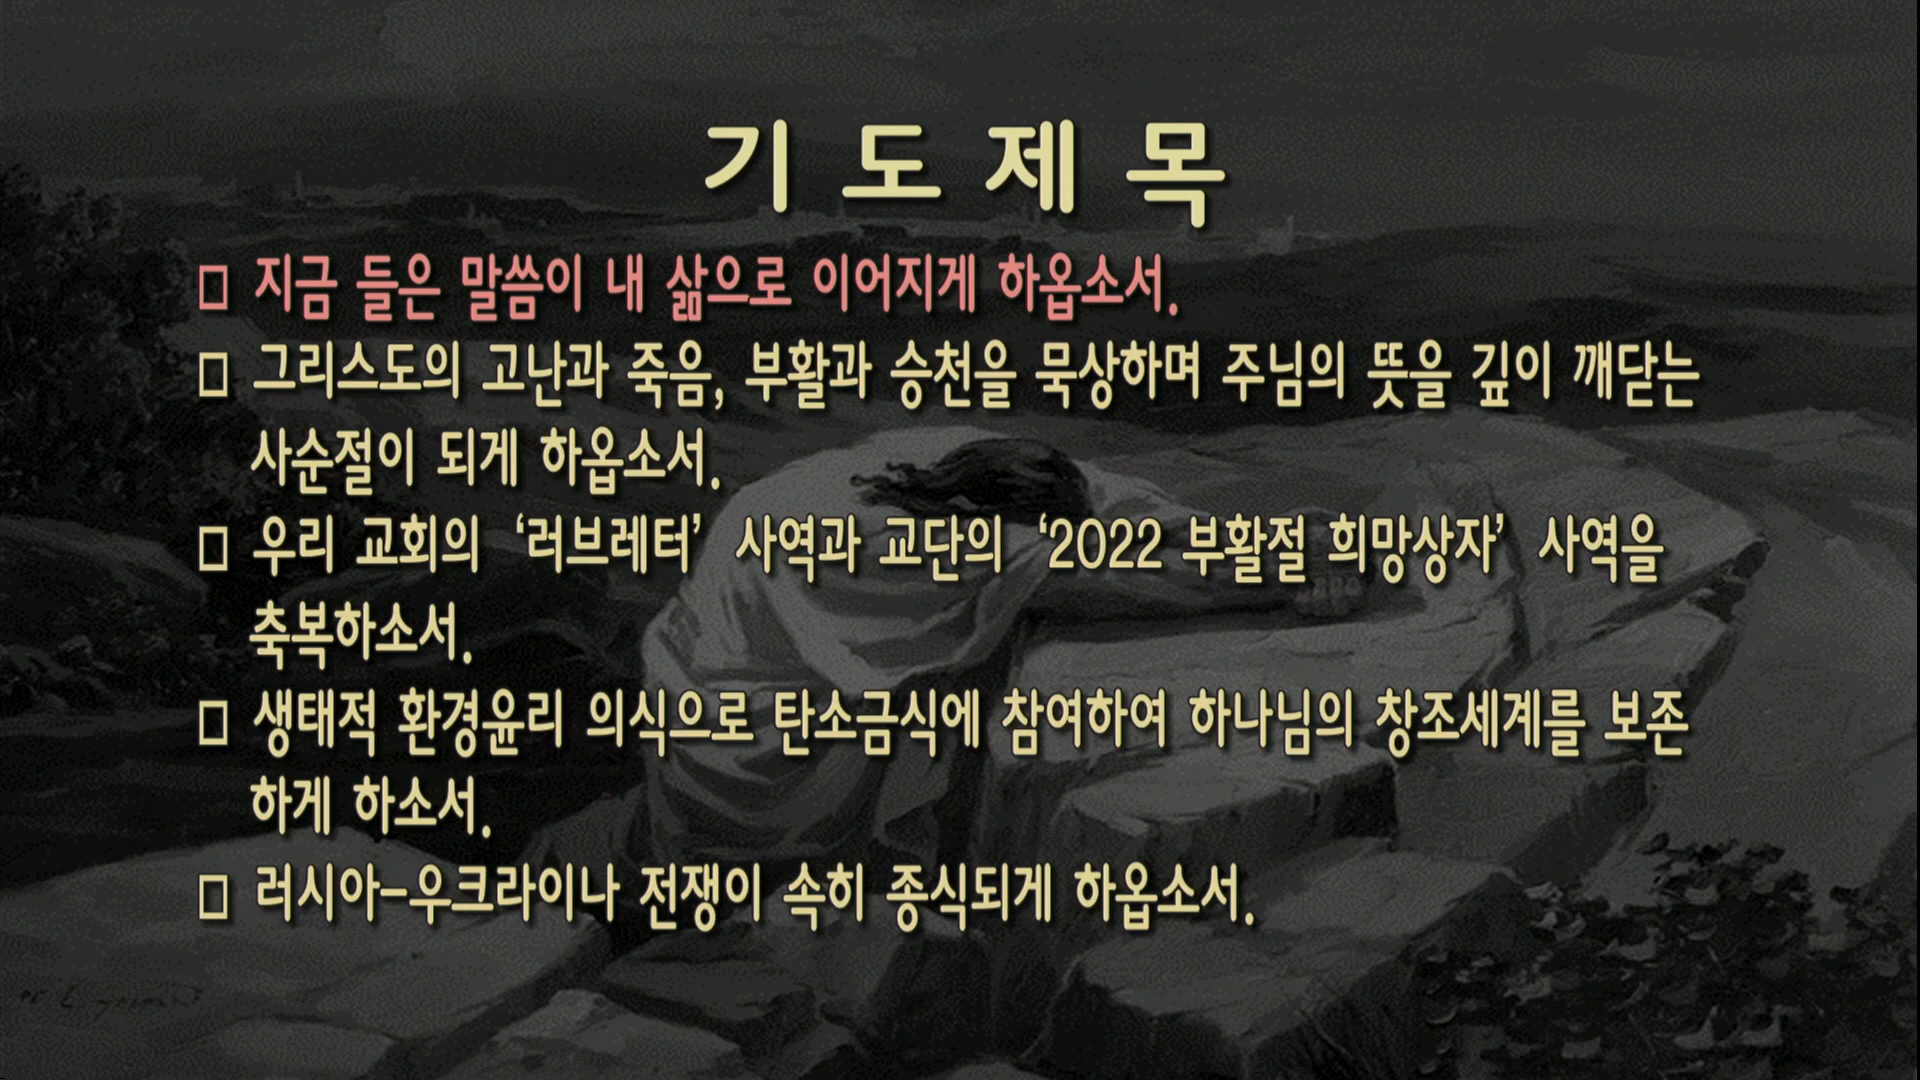 기도제목
□ 지금 들은 말씀이 내 삶으로 이어지게 하옵소서.
□ 그리스도의 고난과 죽음, 부활과 승천을 묵상하며 주님의 뜻을 깊이 깨닫는
사순절이 되게 하옵소서.
□ 우리 교회의 ‘러브레터’ 사역과 교단의 ‘2022 부활절 희망상자’ 사역을
축복하소서.
□ 생태적 환경윤리 의식으로 탄소금식에 참여하여 하나님의 창조세계를 보존
하게 하소서.
□ 러시아-우크라이나 전쟁이 속히 종식되게 하옵소서.